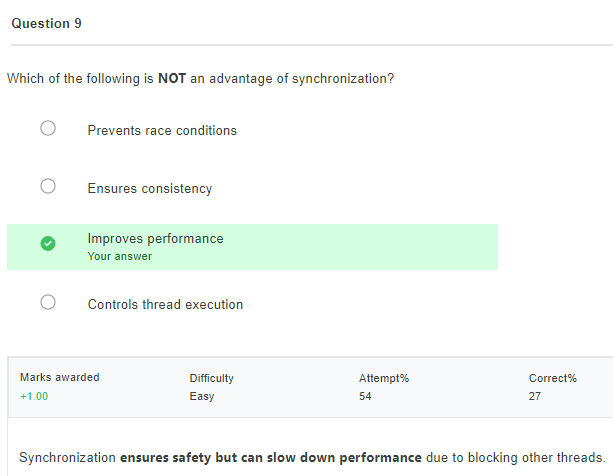 Question 9
Which of the following is NOT an advantage of synchronization?
Prevents race conditions
Ensures consistency
Improves performance
Your answer
Controls thread execution
Marks awarded Difficulty Attempt% Correct%
+1.00 Easy 54 27
Synchronization ensures safety but can slow down performance due to blocking other threads.